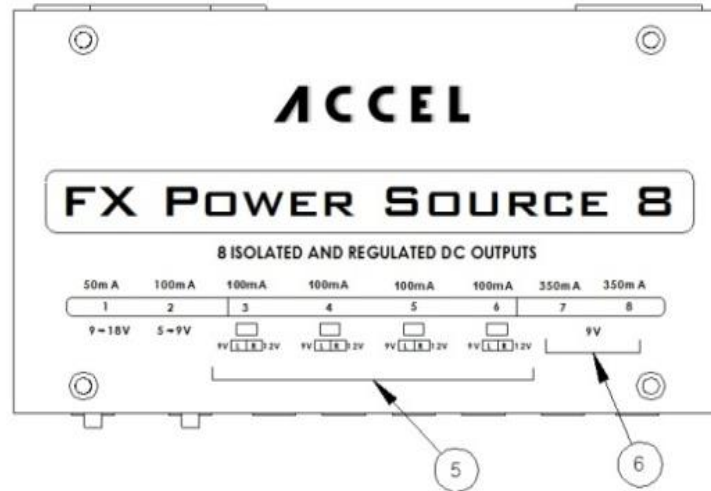 ACCEL
FX POWER SOURCE 8
8 ISOLATED AND REGULATED DC OUTPUTS
50mA 100mA 100mA 100mA 100mA 100mA 350mA 350mA
1 2 3 4 5 6 7 8
9-18V 5-9V 9V L R 12V 9V L R 12V 9V L R 12V 9V L R 12V 9V
5 6